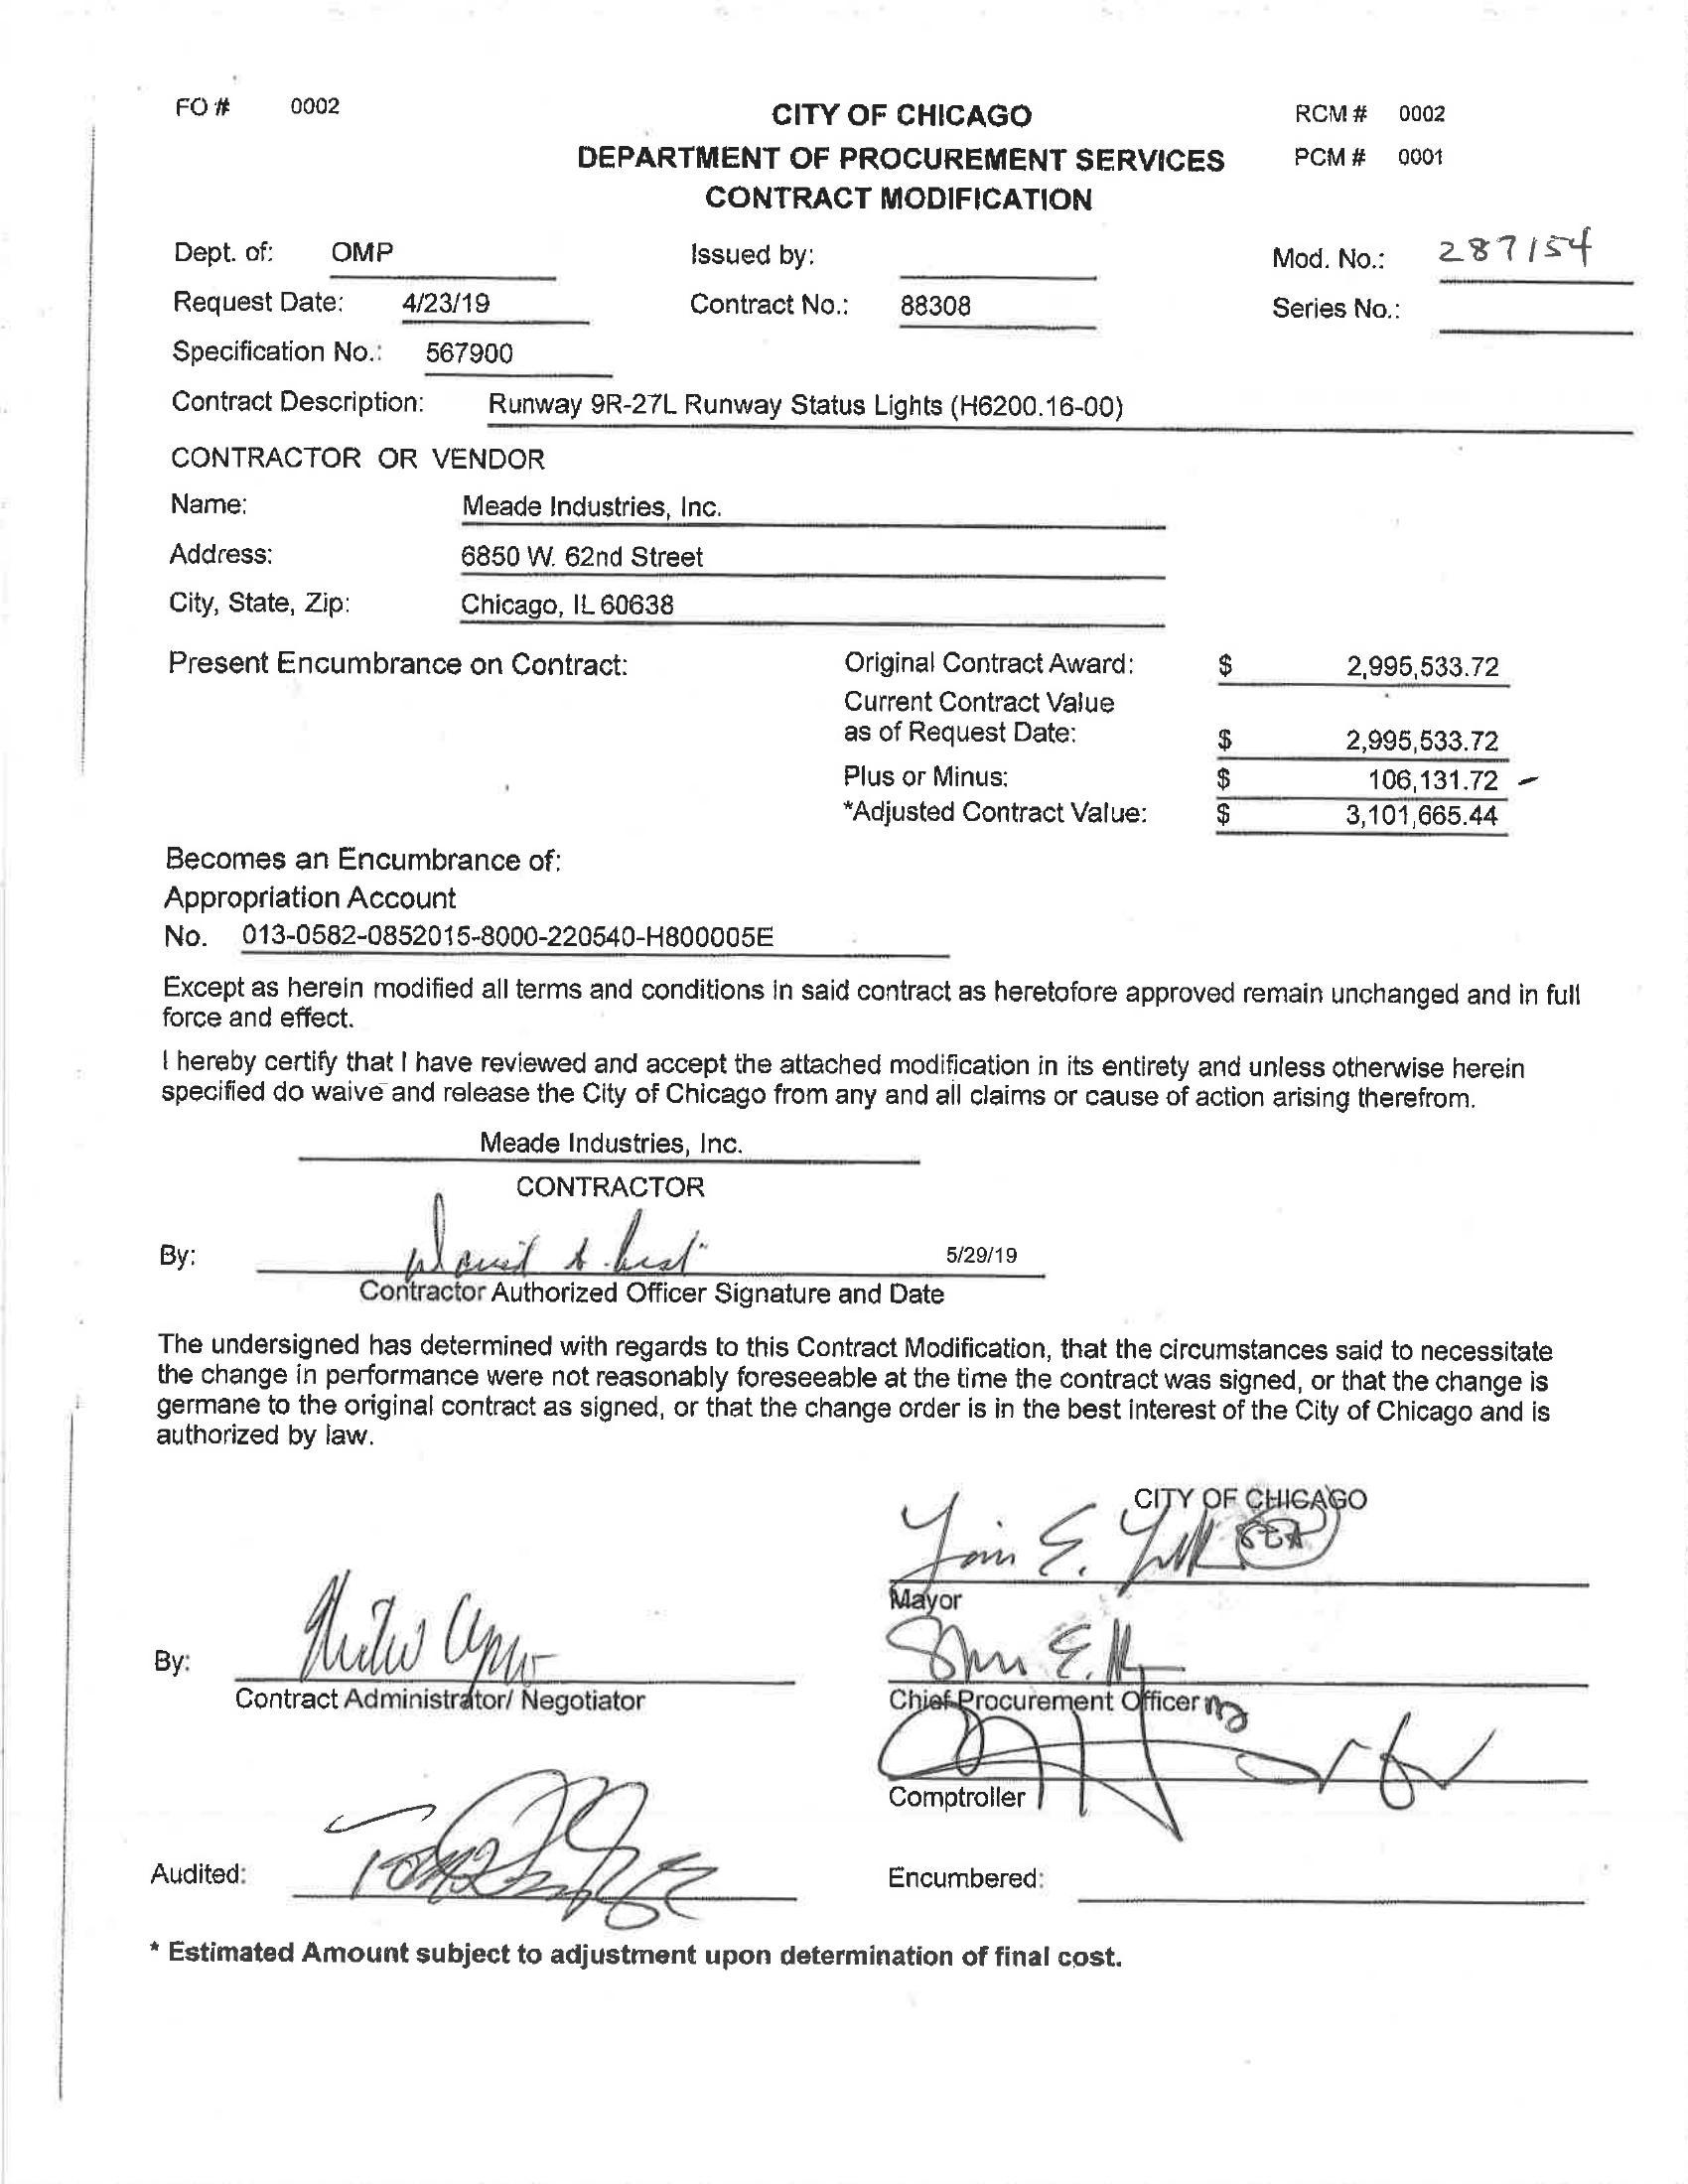 FO # 0002
CITY OF CHICAGO
RCM # 0002
DEPARTMENT OF PROCUREMENT SERVICES
PCM # 0001
CONTRACT MODIFICATION
Dept. of: OMP Issued by: Mod. No.: 287154
Request Date: 4/23/19 Contract No.: 88308 Series No.:
Specification No.: 567900
Contract Description: Runway 9R-27L Runway Status Lights (H6200.16-00)
CONTRACTOR OR VENDOR
Name: Meade Industries, Inc.
Address: 6850 W. 62nd Street
City, State, Zip: Chicago, IL 60638
Present Encumbrance on Contract: Original Contract Award: $ 2,995,533.72
Current Contract Value
as of Request Date: $ 2,995,533.72
Plus or Minus: $ 106,131.72
*Adjusted Contract Value: $ 3,101,665.44
Becomes an Encumbrance of:
Appropriation Account
No. 013-0582-0852015-8000-220540-H800005E
Except as herein modified all terms and conditions in said contract as heretofore approved remain unchanged and in full
force and effect.
I hereby certify that I have reviewed and accept the attached modification in its entirety and unless otherwise herein
specified do waive and release the City of Chicago from any and all claims or cause of action arising therefrom.
Meade Industries, Inc.
CONTRACTOR
By: 5/29/19
Contractor Authorized Officer Signature and Date
The undersigned has determined with regards to this Contract Modification, that the circumstances said to necessitate
the change in performance were not reasonably foreseeable at the time the contract was signed, or that the change is
germane to the original contract as signed, or that the change order is in the best interest of the City of Chicago and is
authorized by law.
CITY OF CHICAGO
Mayor
By:
Contract Administrator/ Negotiator
Chief Procurement Officer
Comptroller
Audited:
Encumbered:
* Estimated Amount subject to adjustment upon determination of final cost.